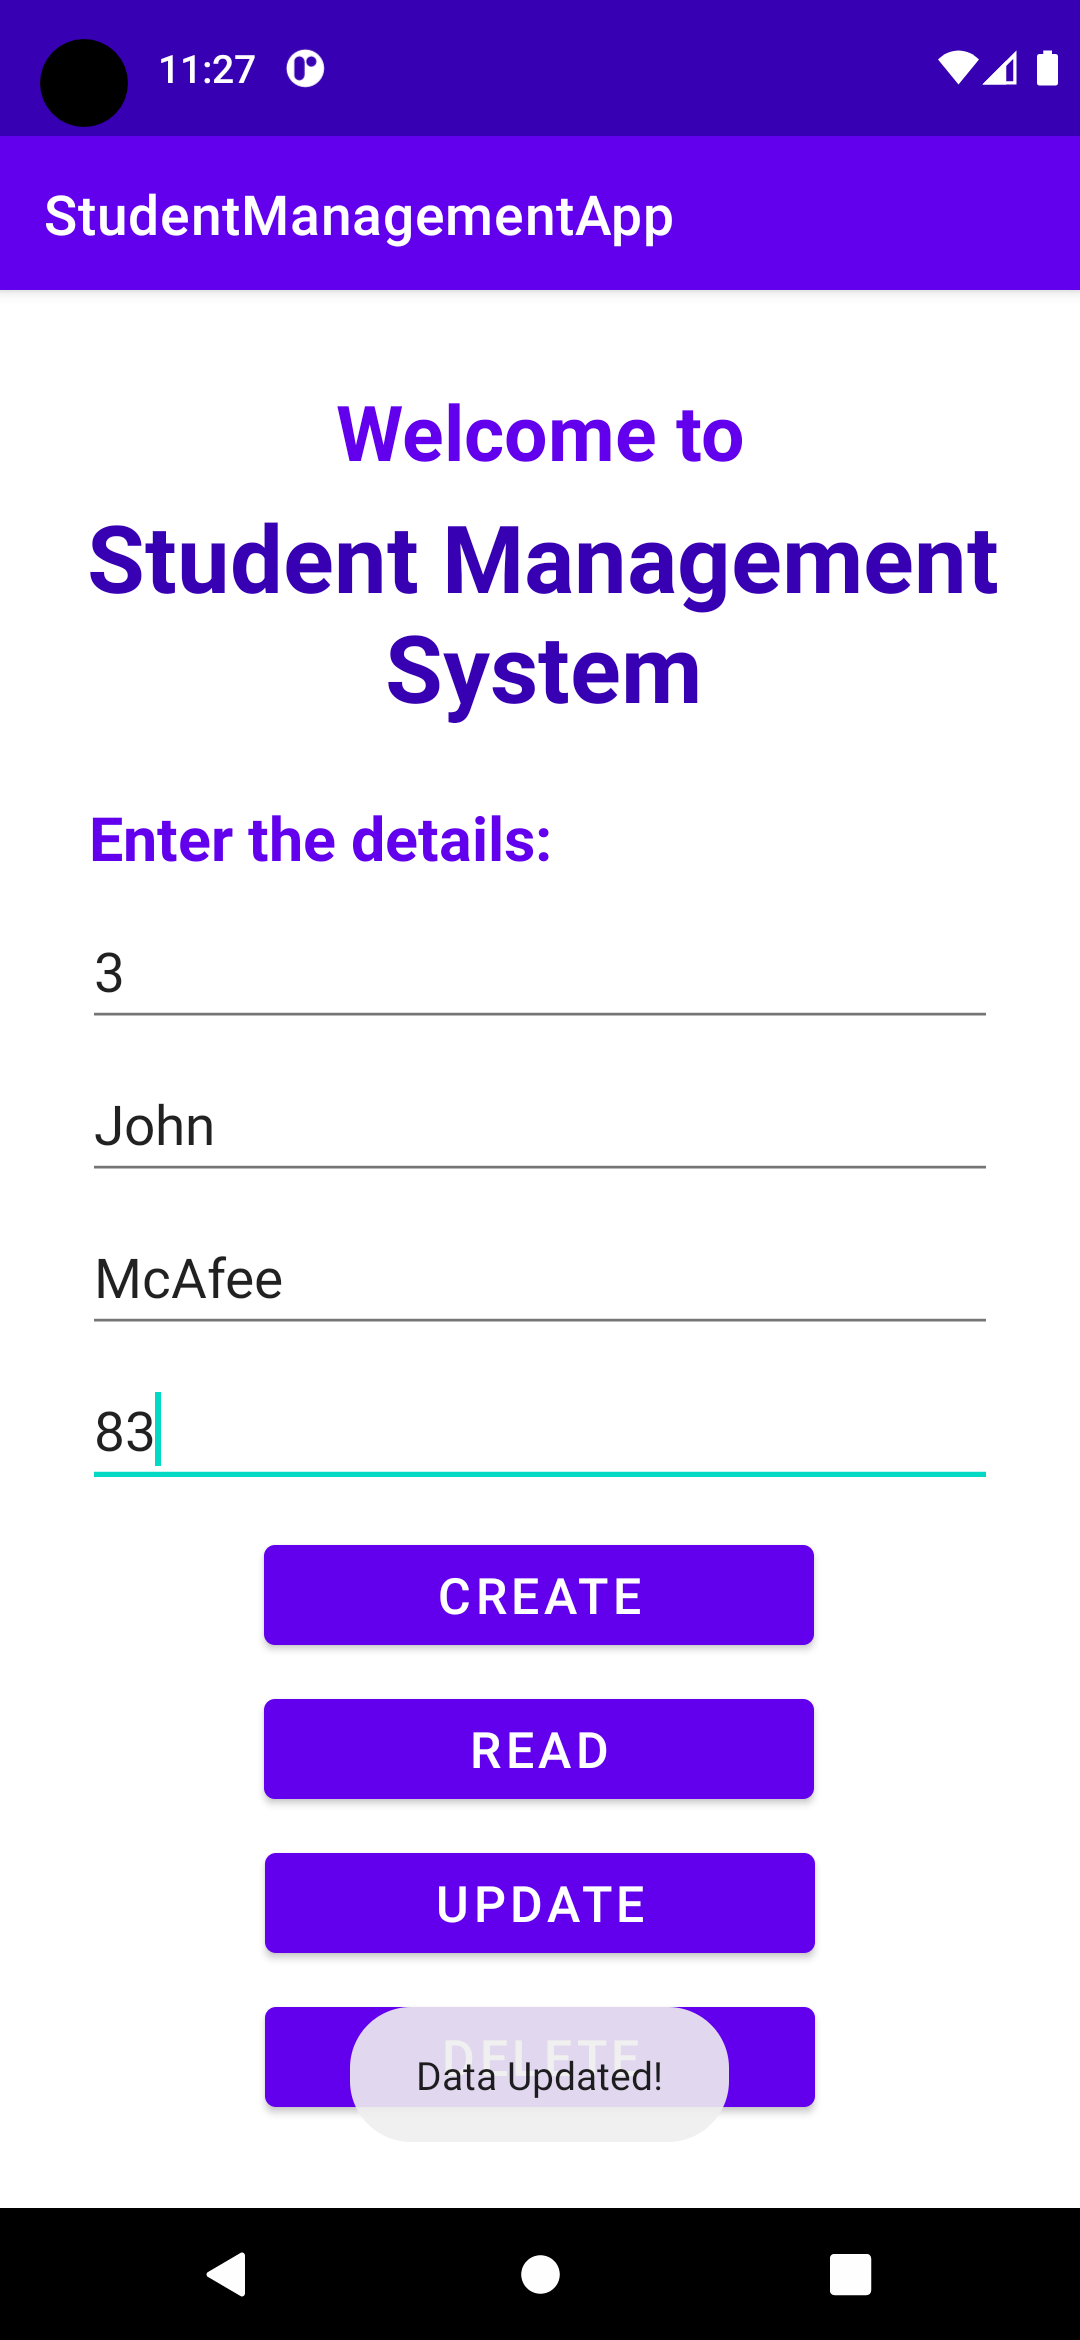 11:27
StudentManagementApp
Welcome to
Student Management
System
Enter the details:
3
John
McAfee
83
CREATE
READ
UPDATE
DELETE
Data Updated!